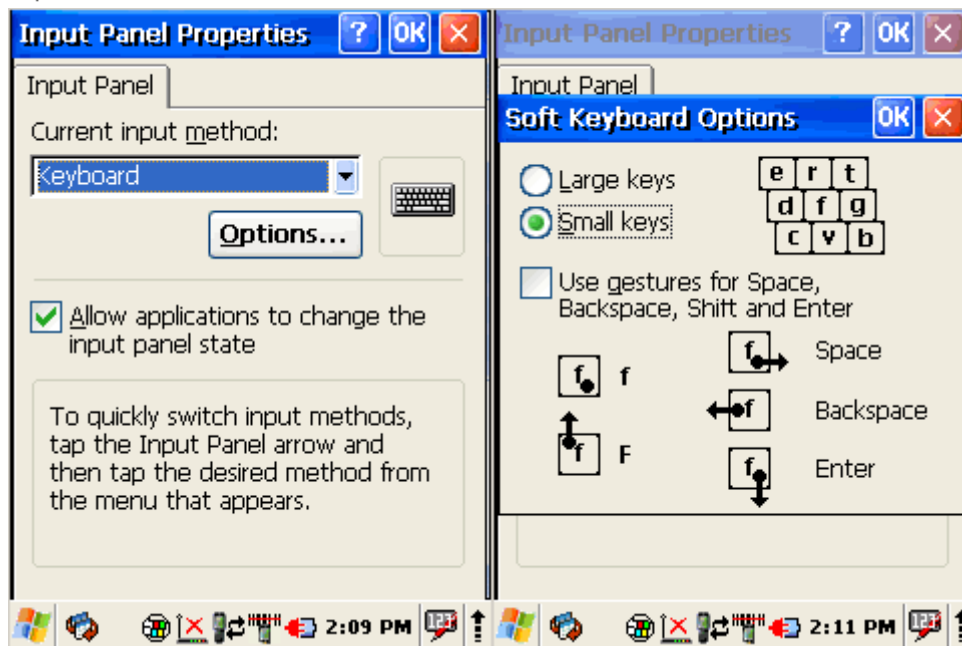 Input Panel Properties ? OK
Input Panel
Current input method:
Keyboard
Options...
Allow applications to change the
input panel state
To quickly switch input methods,
tap the Input Panel arrow and
then tap the desired method from
the menu that appears.
2:09 PM
Input Panel Properties ? OK
Input Panel
Soft Keyboard Options OK
Large keys
Small keys
e r t
d f g
c v b
Use gestures for Space,
Backspace, Shift and Enter
f f
f F
f Space
f Backspace
f Enter
2:11 PM